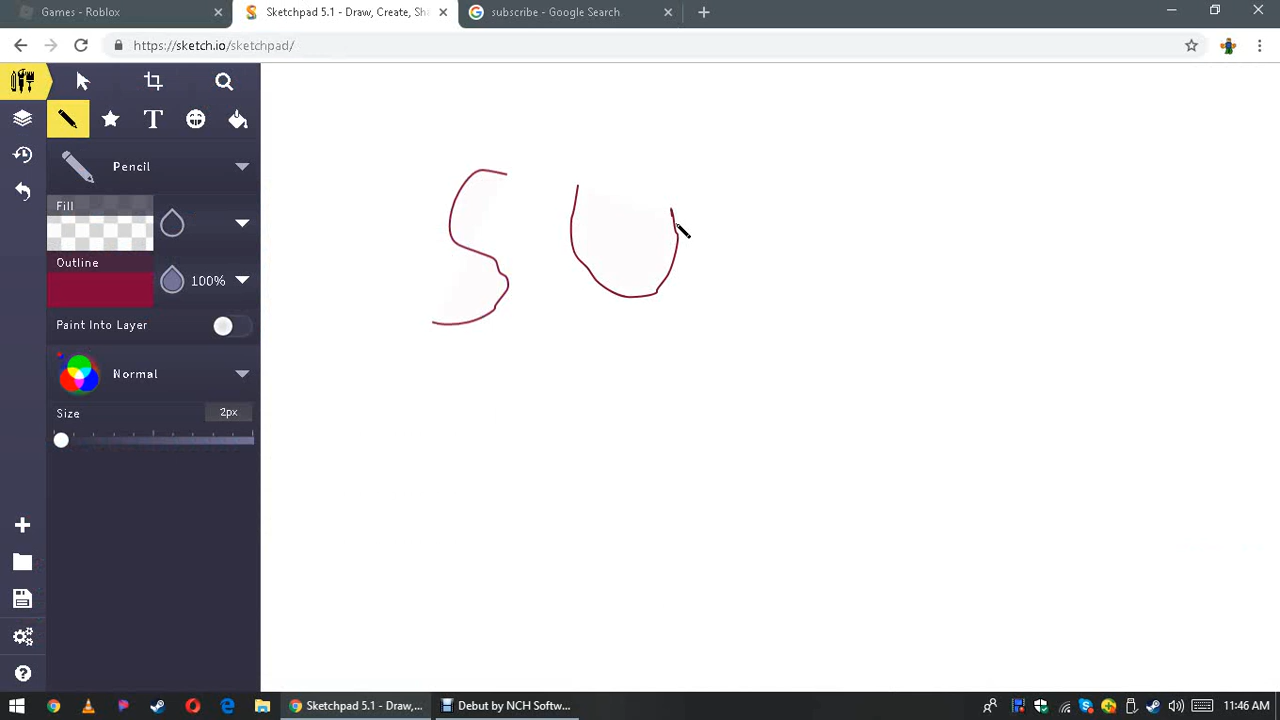 Games - Roblox
Sketchpad 5.1 - Draw, Create, Sh
subscribe - Google Search
https://sketch.io/sketchpad/
T
Pencil
Fill
Outline
100%
Paint Into Layer
Normal
Size
2px
S U
Sketchpad 5.1 - Draw,...
Debut by NCH Softw...
11:46 AM